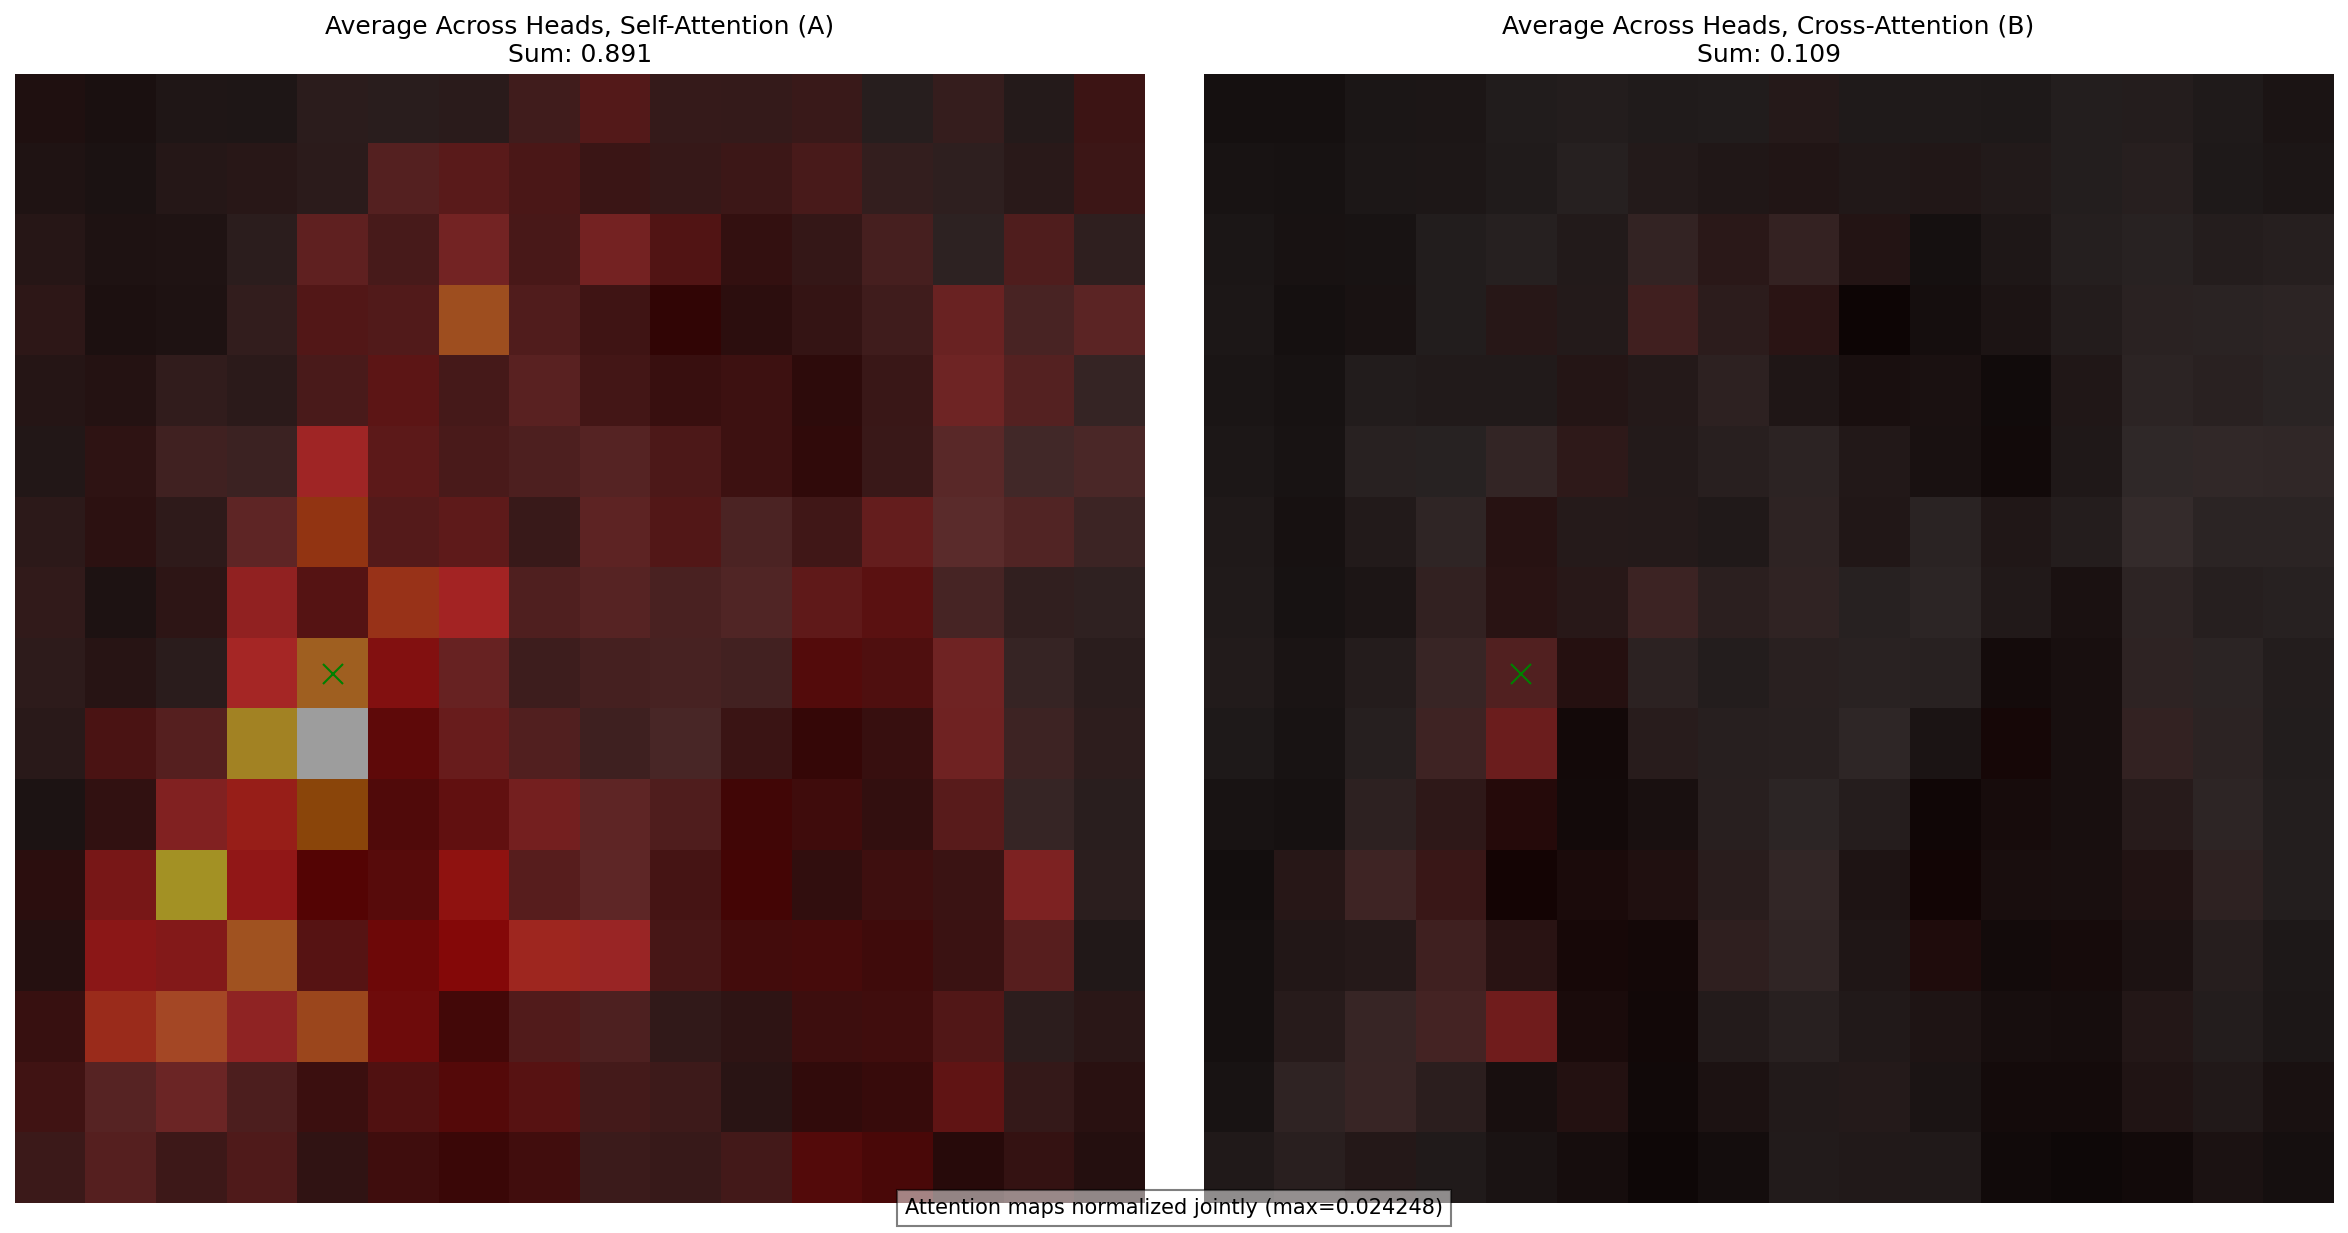 Average Across Heads, Self-Attention (A)
Sum: 0.891
Average Across Heads, Cross-Attention (B)
Sum: 0.109
Attention maps normalized jointly (max=0.024248)